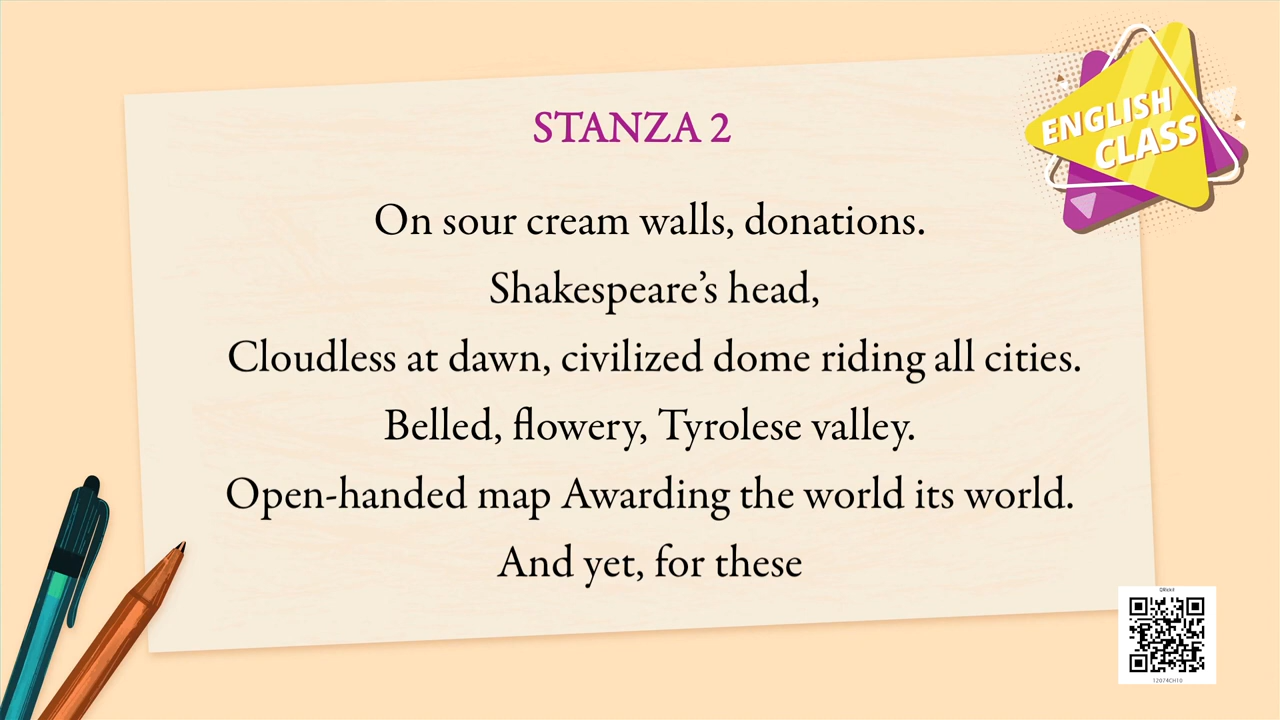 ENGLISH
CLASS
STANZA 2
On sour cream walls, donations.
Shakespeare’s head,
Cloudless at dawn, civilized dome riding all cities.
Belled, flowery, Tyrolese valley.
Open-handed map Awarding the world its world.
And yet, for these
12074CH10